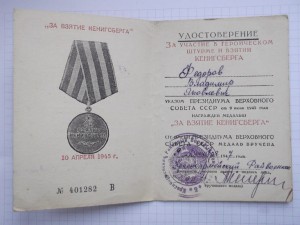 "ЗА ВЗЯТИЕ КЕНИГСБЕРГА"
10 АПРЕЛЯ 1945 г.
№ 401282 В
УДОСТОВЕРЕНИЕ
ЗА УЧАСТИЕ В ГЕРОИЧЕСКОМ
ШТУРМЕ И ВЗЯТИИ
КЕНИГСБЕРГА
Федоров
Владимир
Яковлевич
УКАЗОМ ПРЕЗИДИУМА ВЕРХОВНОГО
СОВЕТА СССР от 9 июня 1945 года
НАГРАЖДЕН МЕДАЛЬЮ
"ЗА ВЗЯТИЕ КЕНИГСБЕРГА"
ОТ ИМЕНИ ПРЕЗИДИУМА ВЕРХОВНОГО
СОВЕТА СССР МЕДАЛЬ ВРУЧЕНА